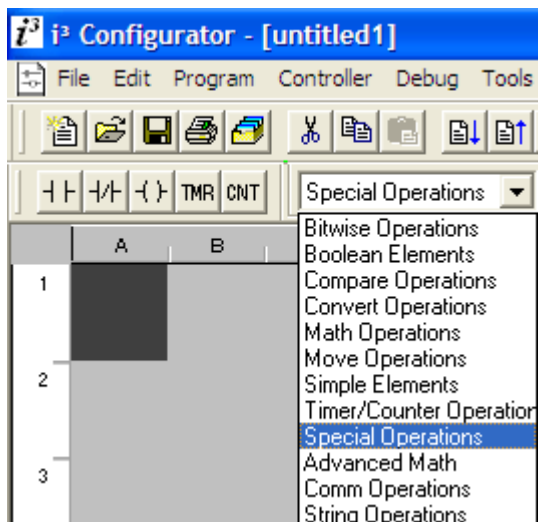 i³ i³ Configurator - [untitled1]
File Edit Program Controller Debug Tools
TMR CNT Special Operations
Bitwise Operations
A B Boolean Elements
1 Compare Operations
Convert Operations
Math Operations
Move Operations
2 Simple Elements
Timer/Counter Operation
Special Operations
Advanced Math
3 Comm Operations
String Operations